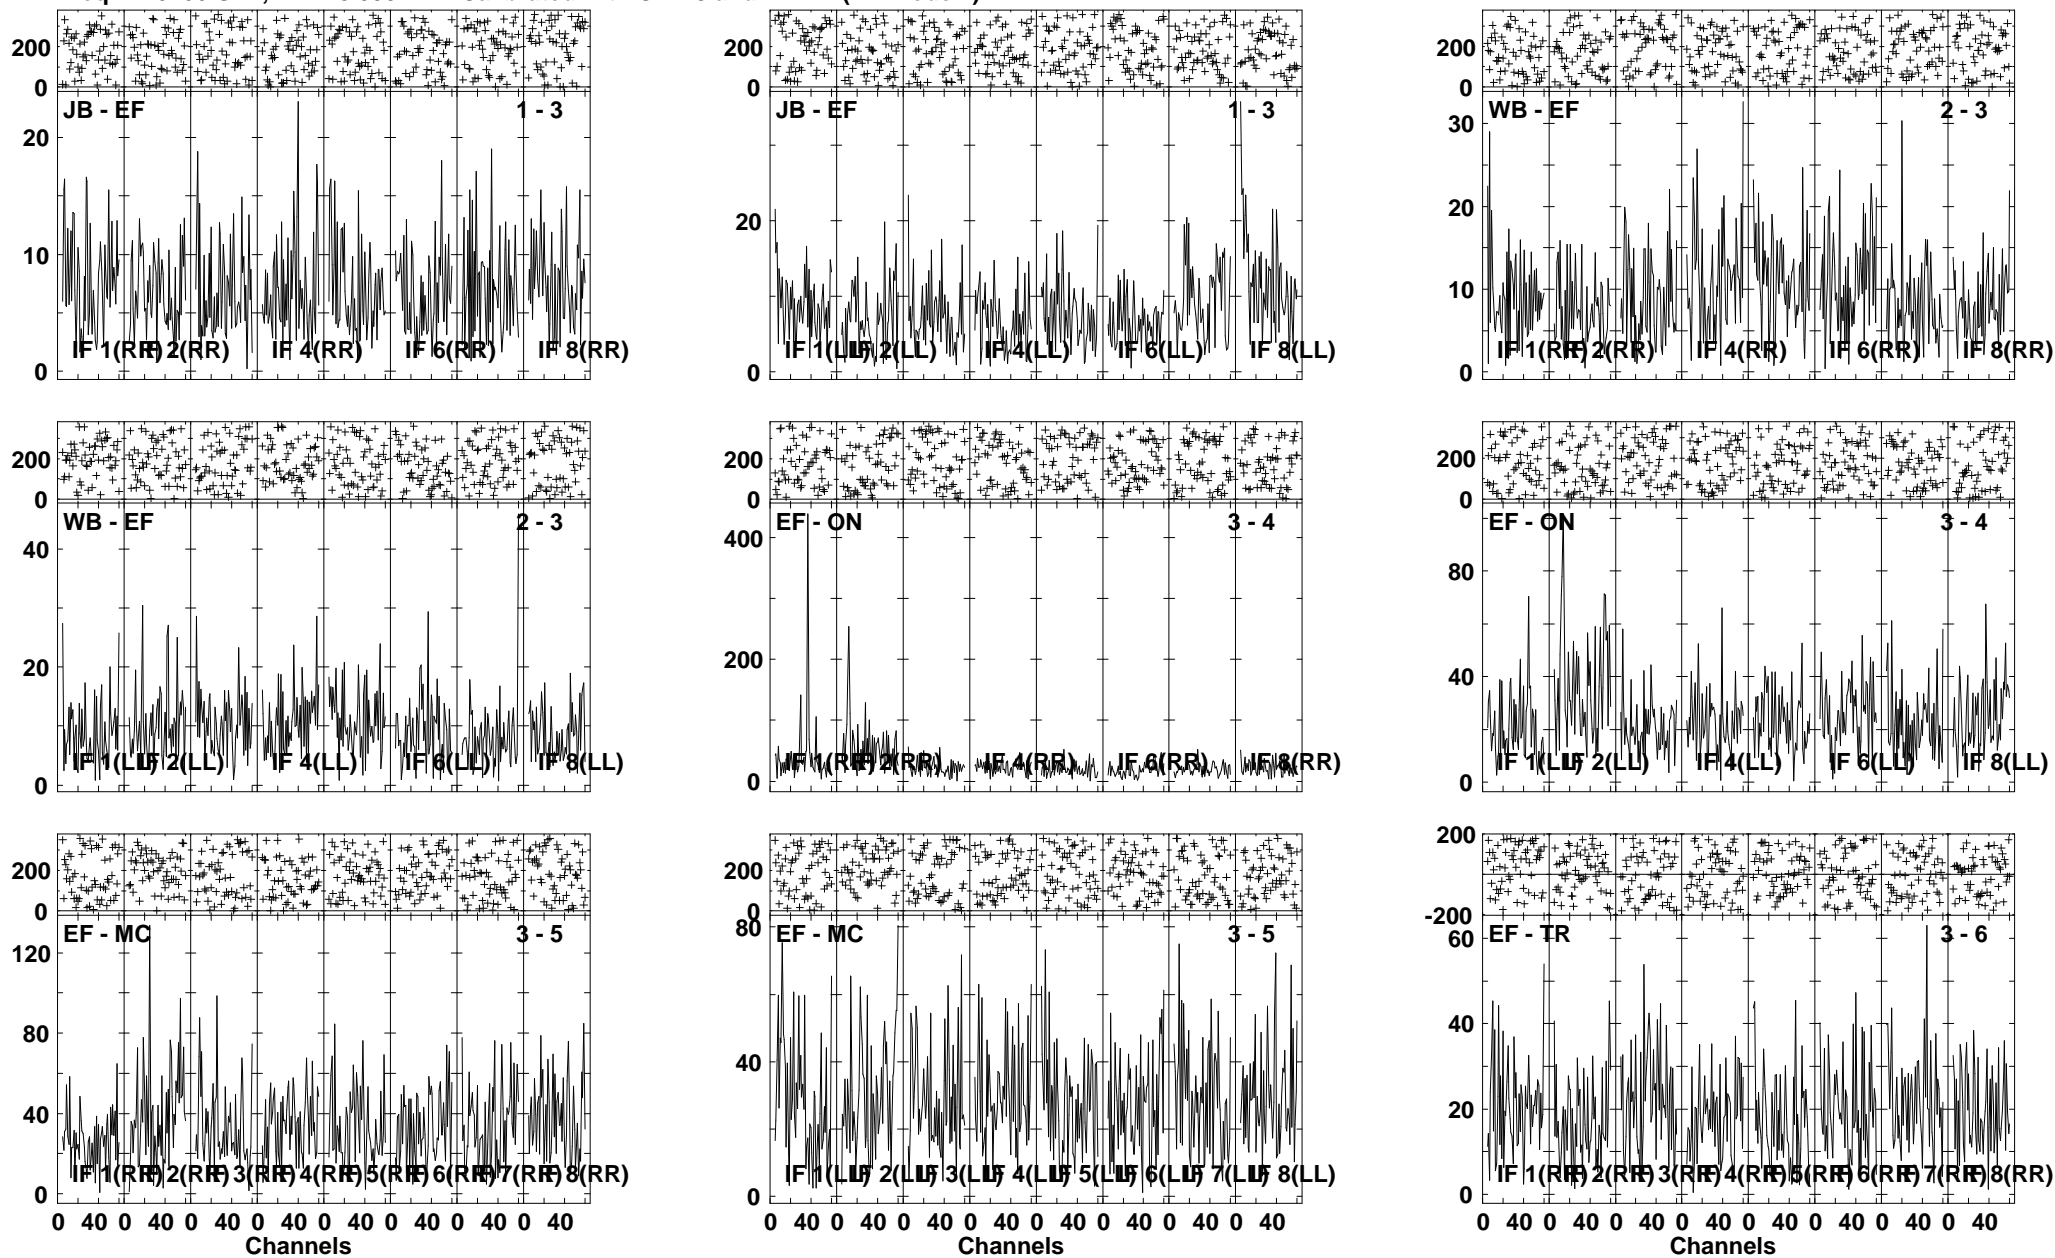 200
0
200
0
200
0
JB - EF 1 - 3
JB - EF 1 - 3
WB - EF 2 - 3
20
10
0
20
0
30
20
10
0
IF 1(RR) IF 2(RR) IF 4(RR) IF 6(RR) IF 8(RR)
IF 1(LL) IF 2(LL) IF 4(LL) IF 6(LL) IF 8(LL)
IF 1(RR) IF 2(RR) IF 4(RR) IF 6(RR) IF 8(RR)
200
0
200
0
200
0
WB - EF 2 - 3
EF - ON 3 - 4
EF - ON 3 - 4
40
20
0
400
200
0
80
40
0
IF 1(LL) IF 2(LL) IF 4(LL) IF 6(LL) IF 8(LL)
IF 1(RR) IF 2(RR) IF 4(RR) IF 6(RR) IF 8(RR)
IF 1(LL) IF 2(LL) IF 4(LL) IF 6(LL) IF 8(LL)
200
0
200
0
200
-200
EF - MC 3 - 5
EF - MC 3 - 5
EF - TR 3 - 6
120
80
40
0
80
40
0
60
40
20
0
IF 1(RR) IF 2(RR) IF 3(RR) IF 4(RR) IF 5(RR) IF 6(RR) IF 7(RR) IF 8(RR)
IF 1(LL) IF 2(LL) IF 3(LL) IF 4(LL) IF 5(LL) IF 6(LL) IF 7(LL) IF 8(LL)
IF 1(RR) IF 2(RR) IF 3(RR) IF 4(RR) IF 5(RR) IF 6(RR) IF 7(RR) IF 8(RR)
0 40 0 40 0 40 0 40 0 40 0 40 0 40 0 40
0 40 0 40 0 40 0 40 0 40 0 40 0 40 0 40
0 40 0 40 0 40 0 40 0 40 0 40 0 40 0 40
Channels
Channels
Channels